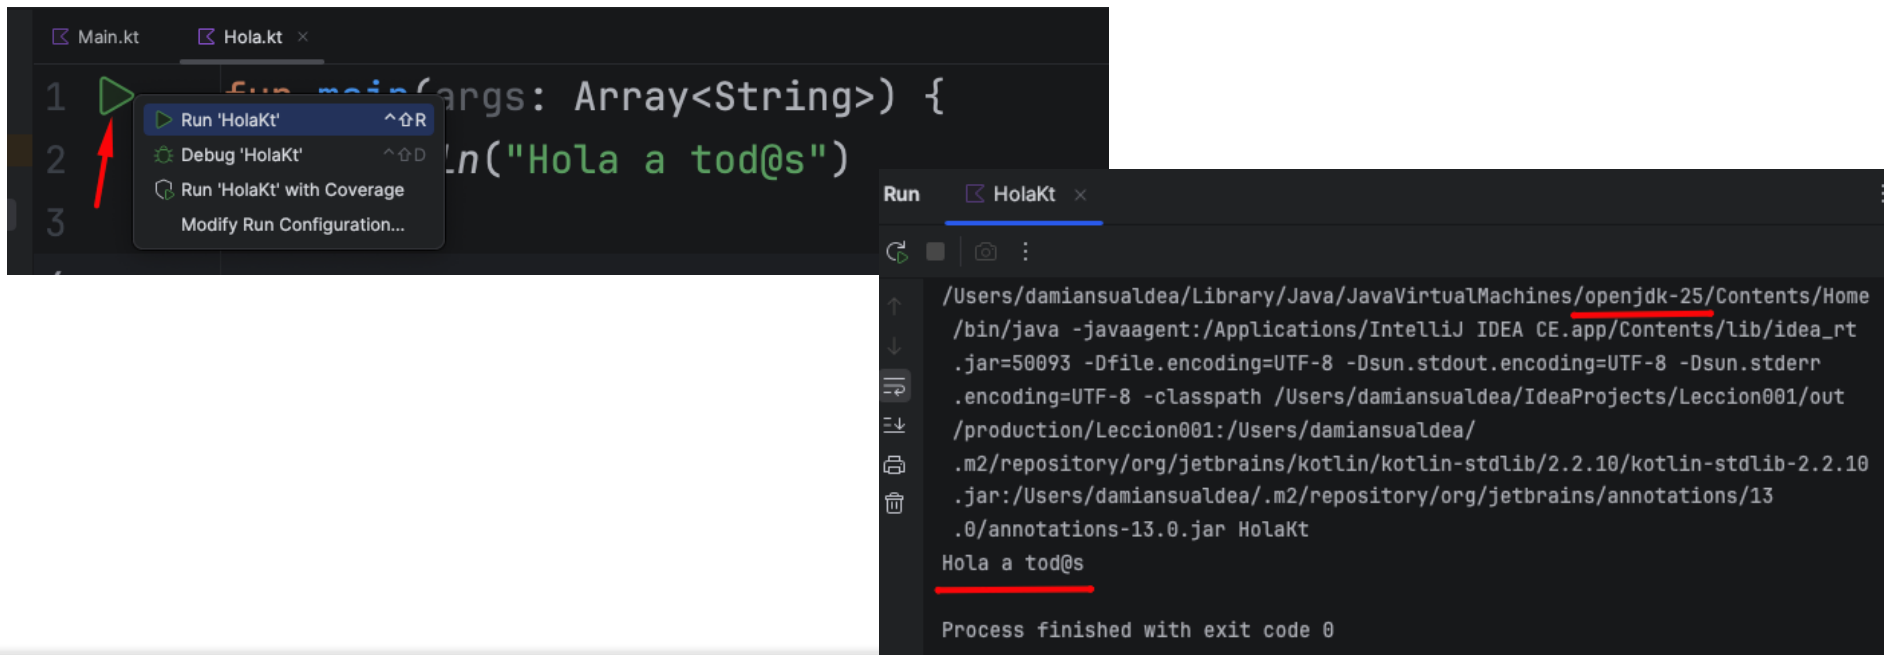 Main.kt Hola.kt
1 fun main(args: Array<String>) {
Run 'HolaKt' ^⇧R
2 ln("Hola a tod@s")
Debug 'HolaKt' ^⇧D
Run 'HolaKt' with Coverage
3
Modify Run Configuration...
Run HolaKt
/Users/damiansualdea/Library/Java/JavaVirtualMachines/openjdk-25/Contents/Home
/bin/java -javaagent:/Applications/IntelliJ IDEA CE.app/Contents/lib/idea_rt
.jar=50093 -Dfile.encoding=UTF-8 -Dsun.stdout.encoding=UTF-8 -Dsun.stderr
.encoding=UTF-8 -classpath /Users/damiansualdea/IdeaProjects/Leccion001/out
/production/Leccion001:/Users/damiansualdea/
.m2/repository/org/jetbrains/kotlin/kotlin-stdlib/2.2.10/kotlin-stdlib-2.2.10
.jar:/Users/damiansualdea/.m2/repository/org/jetbrains/annotations/13
.0/annotations-13.0.jar HolaKt
Hola a tod@s
Process finished with exit code 0